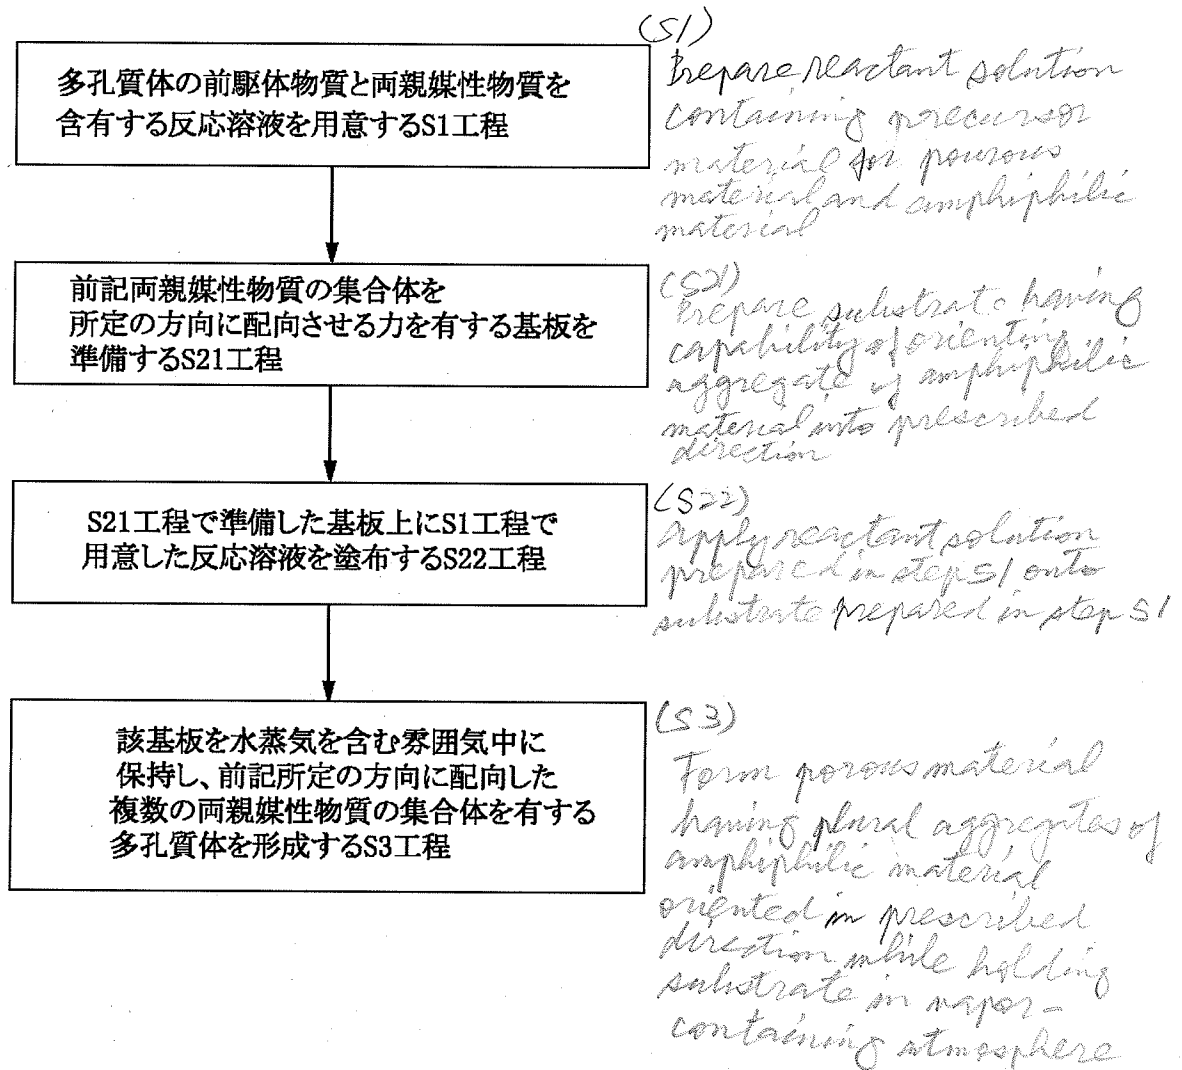 (S1)
多孔質体の前駆体物質と両親媒性物質を
含有する反応溶液を用意するS1工程
Prepare reactant solution
containing precursor
material for pourous
material and amphiphilic
material
(S21)
前記両親媒性物質の集合体を
所定の方向に配向させる力を有する基板を
準備するS21工程
Prepare substrate having
capability of orienting
aggregate of amphiphilic
material into prescribed
direction
(S22)
S21工程で準備した基板上にS1工程で
用意した反応溶液を塗布するS22工程
Apply reactant solution
prepared in step S1 onto
substrate prepared in step S1
(S3)
該基板を水蒸気を含む雰囲気中に
保持し、前記所定の方向に配向した
複数の両親媒性物質の集合体を有する
多孔質体を形成するS3工程
Form porous material
having plural aggregates of
amphiphilic material
oriented in prescribed
direction while holding
substrate in vapor-
containing atmosphere